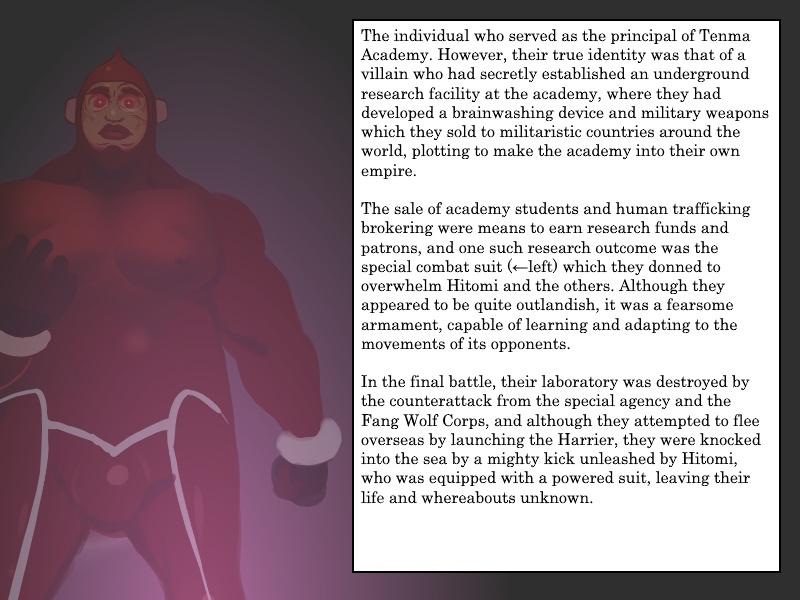 The individual who served as the principal of Tenma
Academy. However, their true identity was that of a
villain who had secretly established an underground
research facility at the academy, where they had
developed a brainwashing device and military weapons
which they sold to militaristic countries around the
world, plotting to make the academy into their own
empire.
The sale of academy students and human trafficking
brokering were means to earn research funds and
patrons, and one such research outcome was the
special combat suit (←left) which they donned to
overwhelm Hitomi and the others. Although they
appeared to be quite outlandish, it was a fearsome
armament, capable of learning and adapting to the
movements of its opponents.
In the final battle, their laboratory was destroyed by
the counterattack from the special agency and the
Fang Wolf Corps, and although they attempted to flee
overseas by launching the Harrier, they were knocked
into the sea by a mighty kick unleashed by Hitomi,
who was equipped with a powered suit, leaving their
life and whereabouts unknown.